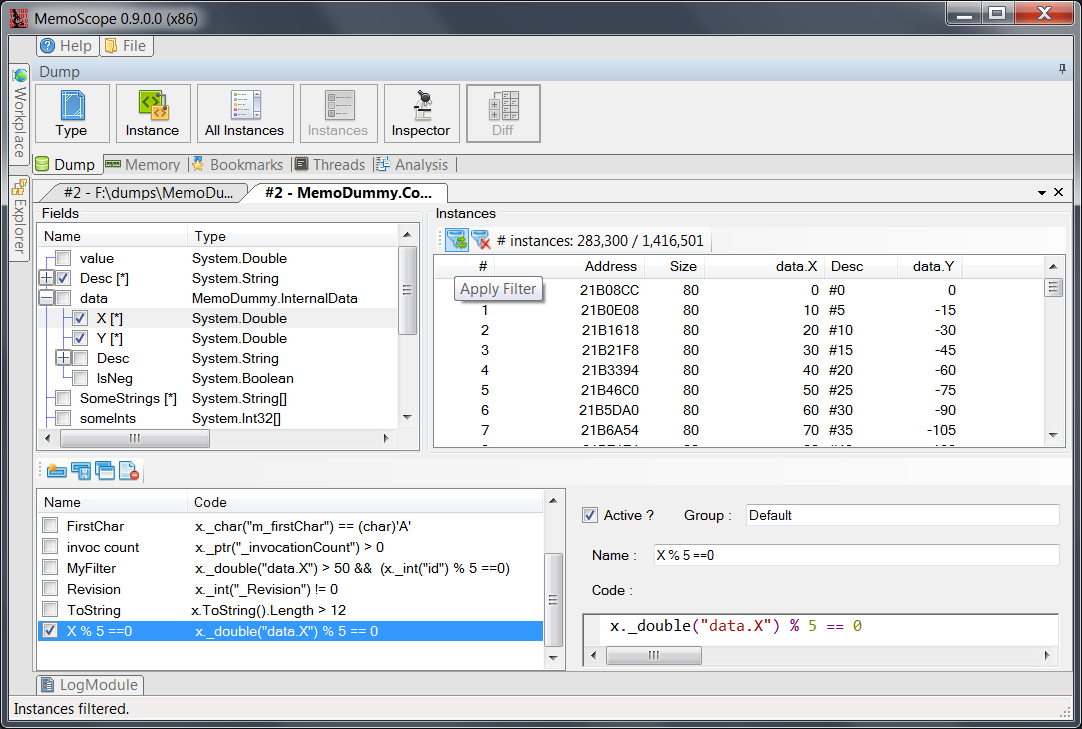 MemoScope 0.9.0.0 (x86)
Help File
Dump
Workplace
Explorer
Type Instance All Instances Instances Inspector Diff
Dump Memory Bookmarks Threads Analysis
#2 - F:\dumps\MemoDu... #2 - MemoDummy.Co...
Fields
Name Type
value System.Double
Desc [*] System.String
data MemoDummy.InternalData
X [*] System.Double
Y [*] System.Double
Desc System.String
IsNeg System.Boolean
SomeStrings [*] System.String[]
someInts System.Int32[]
Instances
# instances: 283,300 / 1,416,501
# Address Size data.X Desc data.Y
Apply Filter
21B08CC 80 0 #0 0
1 21B0E08 80 10 #5 -15
2 21B1618 80 20 #10 -30
3 21B21F8 80 30 #15 -45
4 21B3394 80 40 #20 -60
5 21B46C0 80 50 #25 -75
6 21B5DA0 80 60 #30 -90
7 21B6A54 80 70 #35 -105
Name Code
FirstChar x._char("m_firstChar") == (char)'A'
invoc count x._ptr("_invocationCount") > 0
MyFilter x._double("data.X") > 50 && (x._int("id") % 5 ==0)
Revision x._int("_Revision") != 0
ToString x.ToString().Length > 12
X % 5 ==0 x._double("data.X") % 5 == 0
Active ? Group : Default
Name : X % 5 ==0
Code :
x._double("data.X") % 5 == 0
LogModule
Instances filtered.